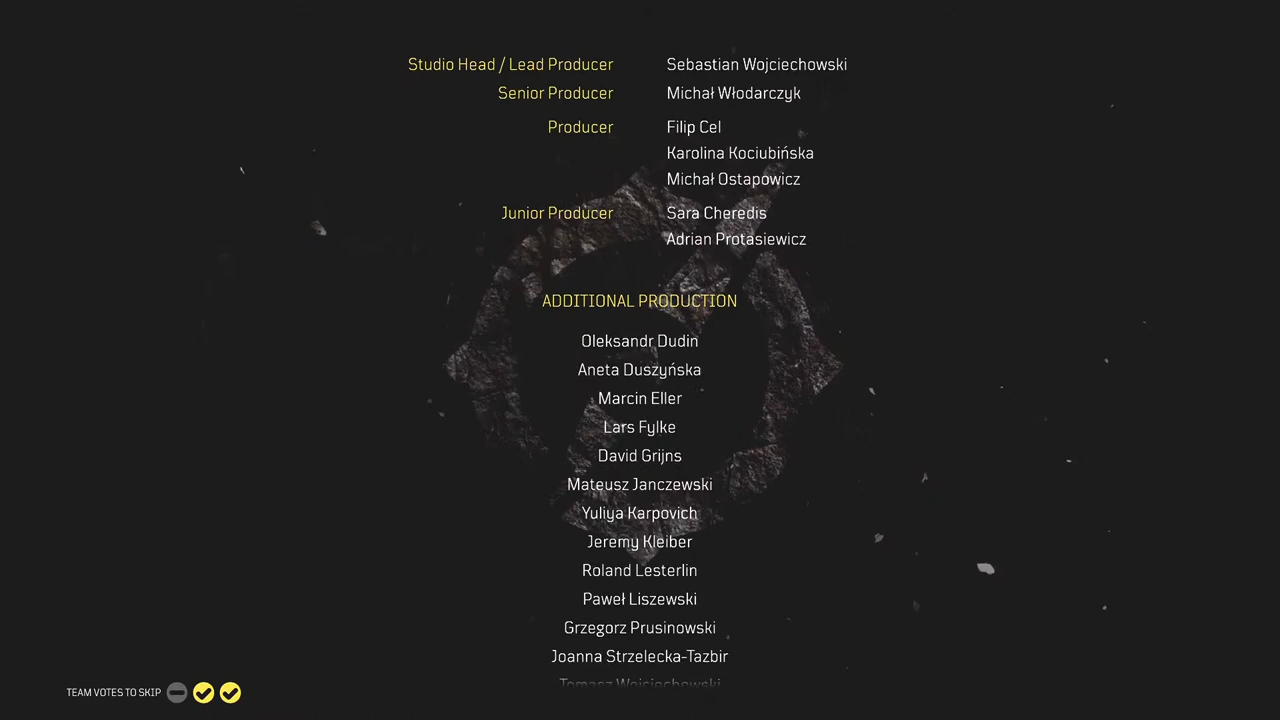 Studio Head / Lead Producer Sebastian Wojciechowski
Senior Producer Michał Włodarczyk
Producer Filip Cel
Karolina Kociubińska
Michał Ostapowicz
Junior Producer Sara Cheredis
Adrian Protasiewicz
ADDITIONAL PRODUCTION
Oleksandr Dudin
Aneta Duszyńska
Marcin Eller
Lars Fylke
David Grijns
Mateusz Janczewski
Yuliya Karpovich
Jeremy Kleiber
Roland Lesterlin
Paweł Liszewski
Grzegorz Prusinowski
Joanna Strzelecka-Tazbir
Tomasz Wojciechowski
TEAM VOTES TO SKIP